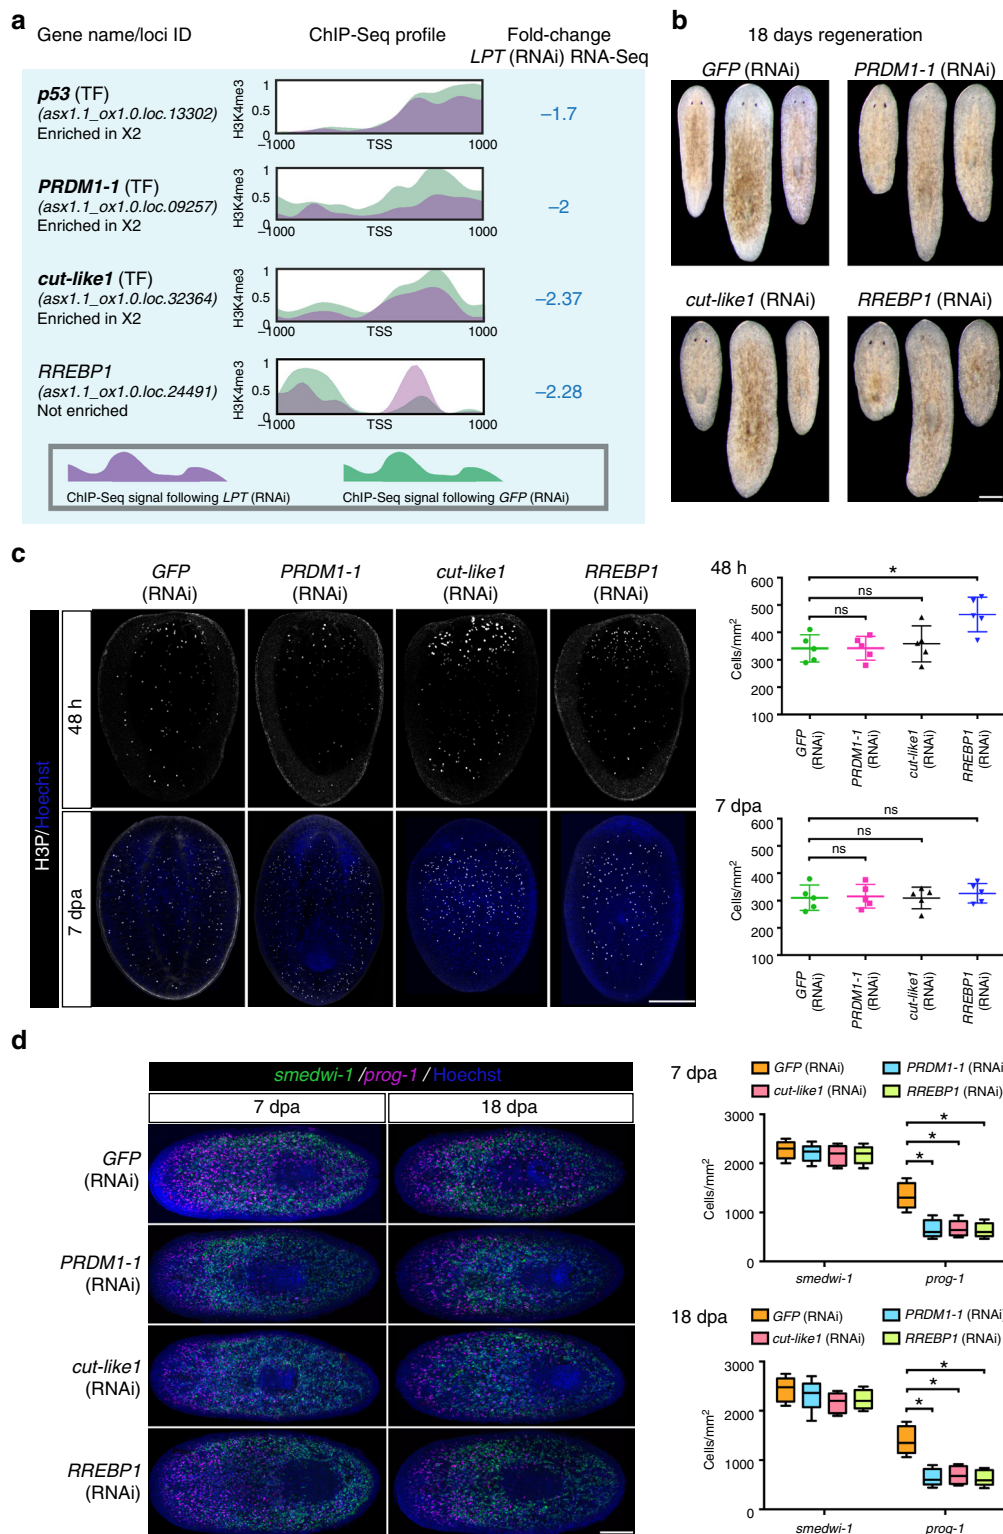 a
Gene name/loci ID
ChIP-Seq profile
Fold-change
LPT (RNAi) RNA-Seq
p53 (TF)
(asx1.1_ox1.0.loc.13302)
Enriched in X2
H3K4me3
1
0.5
0
–1000
TSS
1000
–1.7
PRDM1-1 (TF)
(asx1.1_ox1.0.loc.09257)
Enriched in X2
H3K4me3
1
0.5
0
–1000
TSS
1000
–2
cut-like1 (TF)
(asx1.1_ox1.0.loc.32364)
Enriched in X2
H3K4me3
1
0.5
0
–1000
TSS
1000
–2.37
RREBP1
(asx1.1_ox1.0.loc.24491)
Not enriched
H3K4me3
1
0.5
0
–1000
TSS
1000
–2.28
ChIP-Seq signal following LPT (RNAi)
ChIP-Seq signal following GFP (RNAi)
b
18 days regeneration
GFP (RNAi)
PRDM1-1 (RNAi)
cut-like1 (RNAi)
RREBP1 (RNAi)
c
GFP
(RNAi)
PRDM1-1
(RNAi)
cut-like1
(RNAi)
RREBP1
(RNAi)
H3P/Hoechst
48 h
7 dpa
48 h
Cells/mm²
600
500
400
300
200
100
ns
ns
*
GFP
(RNAi)
PRDM1-1
(RNAi)
cut-like1
(RNAi)
RREBP1
(RNAi)
7 dpa
Cells/mm²
600
500
400
300
200
100
ns
ns
ns
GFP
(RNAi)
PRDM1-1
(RNAi)
cut-like1
(RNAi)
RREBP1
(RNAi)
d
smedwi-1 /prog-1 / Hoechst
7 dpa
18 dpa
GFP
(RNAi)
PRDM1-1
(RNAi)
cut-like1
(RNAi)
RREBP1
(RNAi)
7 dpa
GFP (RNAi)
PRDM1-1 (RNAi)
cut-like1 (RNAi)
RREBP1 (RNAi)
Cells/mm²
3000
2000
1000
0
*
*
*
smedwi-1
prog-1
18 dpa
GFP (RNAi)
PRDM1-1 (RNAi)
cut-like1 (RNAi)
RREBP1 (RNAi)
Cells/mm²
3000
2000
1000
0
*
*
*
smedwi-1
prog-1